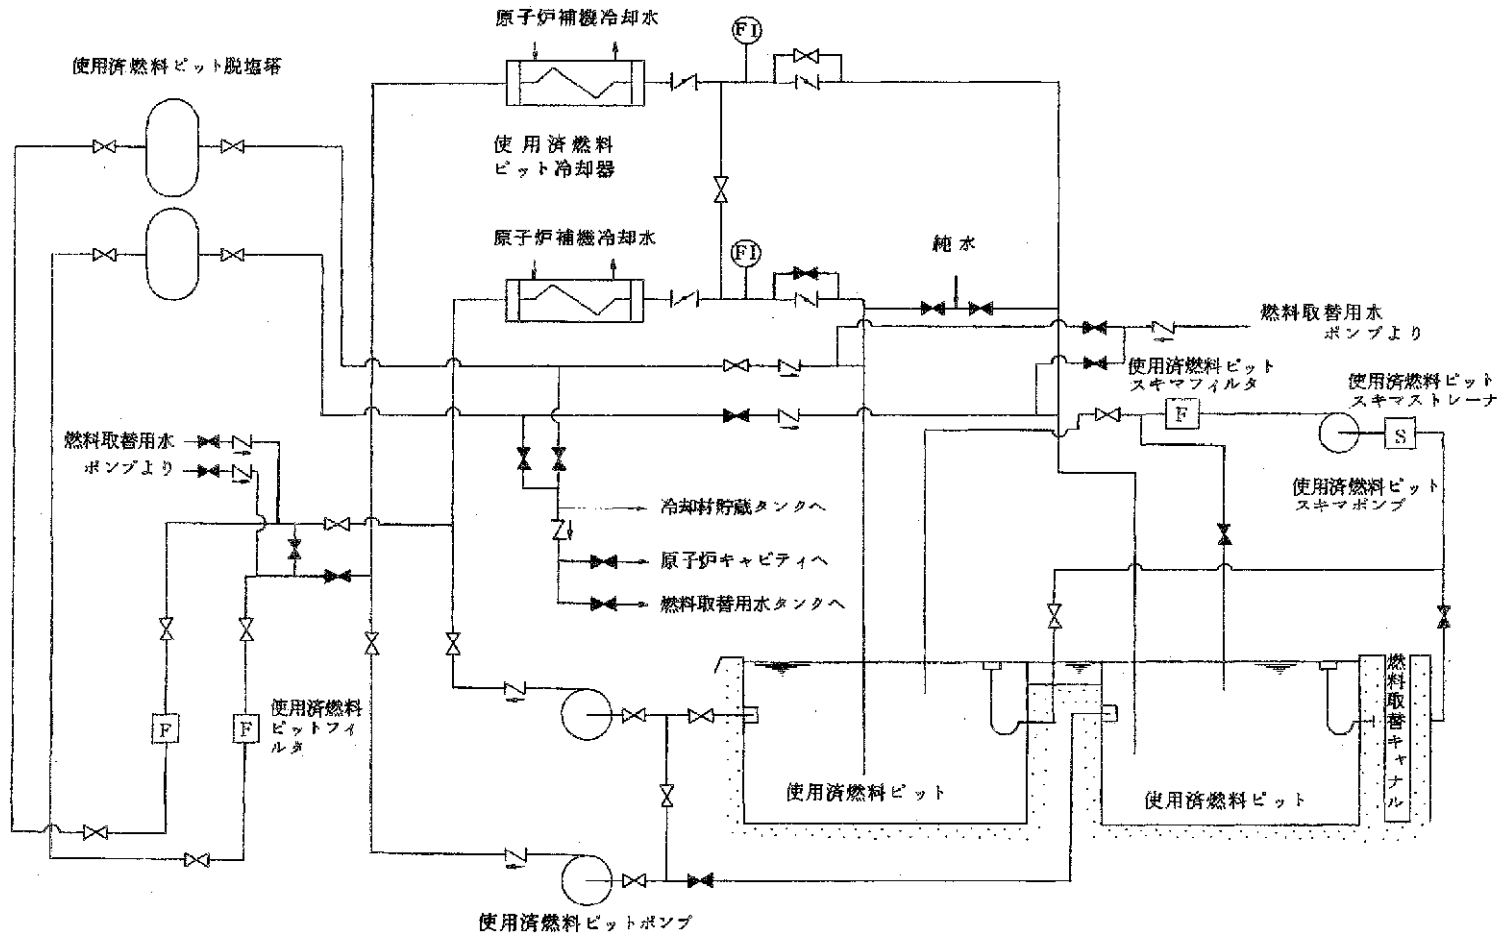 原子炉補機冷却水
FI
使用済燃料ピット脱塩塔
使用済燃料
ピット冷却器
原子炉補機冷却水
FI
純水
燃料取替用水
ポンプより
使用済燃料ピット
スキマフィルタ
使用済燃料ピット
スキマストレーナ
F
S
燃料取替用水
ポンプより
使用済燃料ピット
スキマポンプ
冷却材貯蔵タンクへ
原子炉キャビティへ
燃料取替用水タンクへ
燃料取替キャナル
F
F
使用済燃料
ピットフィ
ルタ
使用済燃料ピット
使用済燃料ピット
使用済燃料ピットポンプ